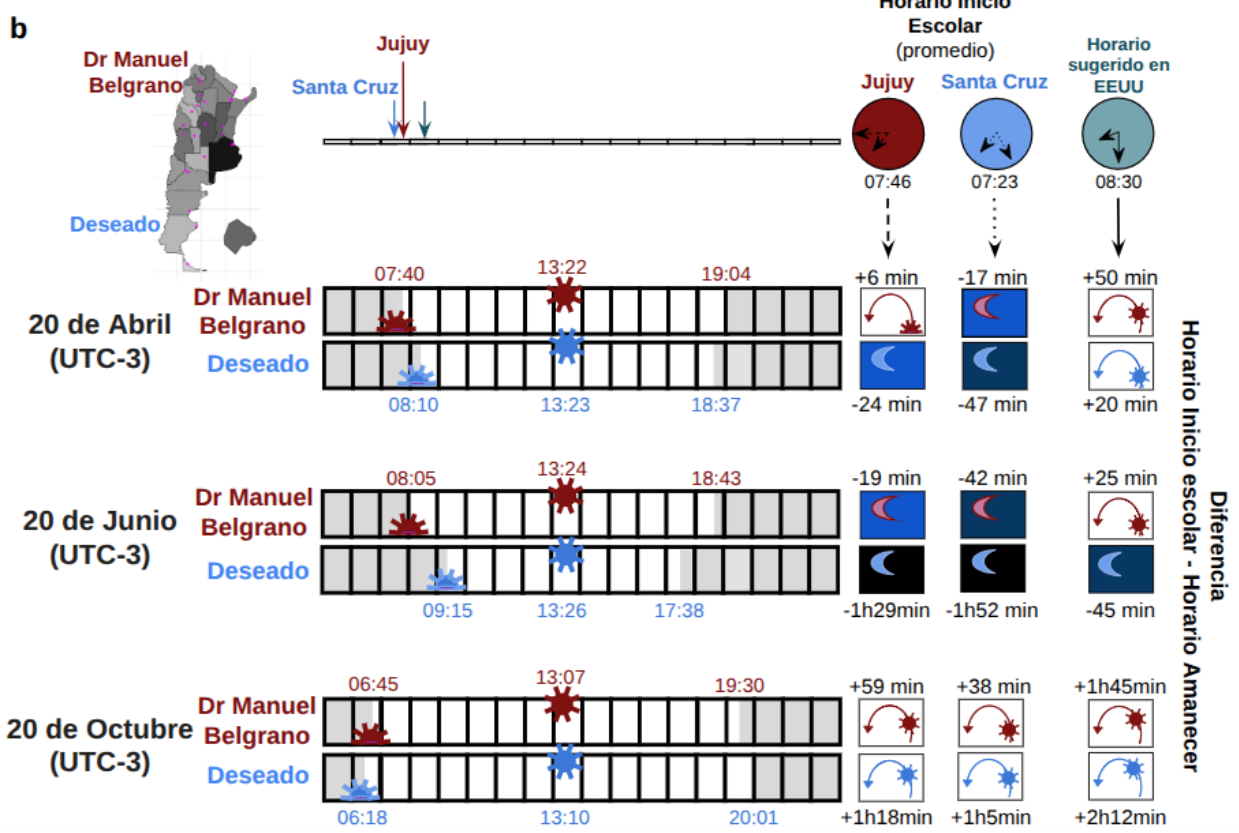 b
Horario Inicio
Escolar
(promedio)
Horario
sugerido en
EEUU
Jujuy
Santa Cruz
Dr Manuel
Belgrano
Deseado
Jujuy
Santa Cruz
07:46
07:23
08:30
20 de Abril
(UTC-3)
Dr Manuel
Belgrano
Deseado
07:40
13:22
19:04
08:10
13:23
18:37
+6 min
-17 min
+50 min
-24 min
-47 min
+20 min
20 de Junio
(UTC-3)
Dr Manuel
Belgrano
Deseado
08:05
13:24
18:43
09:15
13:26
17:38
-19 min
-42 min
+25 min
-1h29min
-1h52 min
-45 min
20 de Octubre
(UTC-3)
Dr Manuel
Belgrano
Deseado
06:45
13:07
19:30
06:18
13:10
20:01
+59 min
+38 min
+1h45min
+1h18min
+1h5min
+2h12min
Diferencia
Horario Inicio escolar - Horario Amanecer